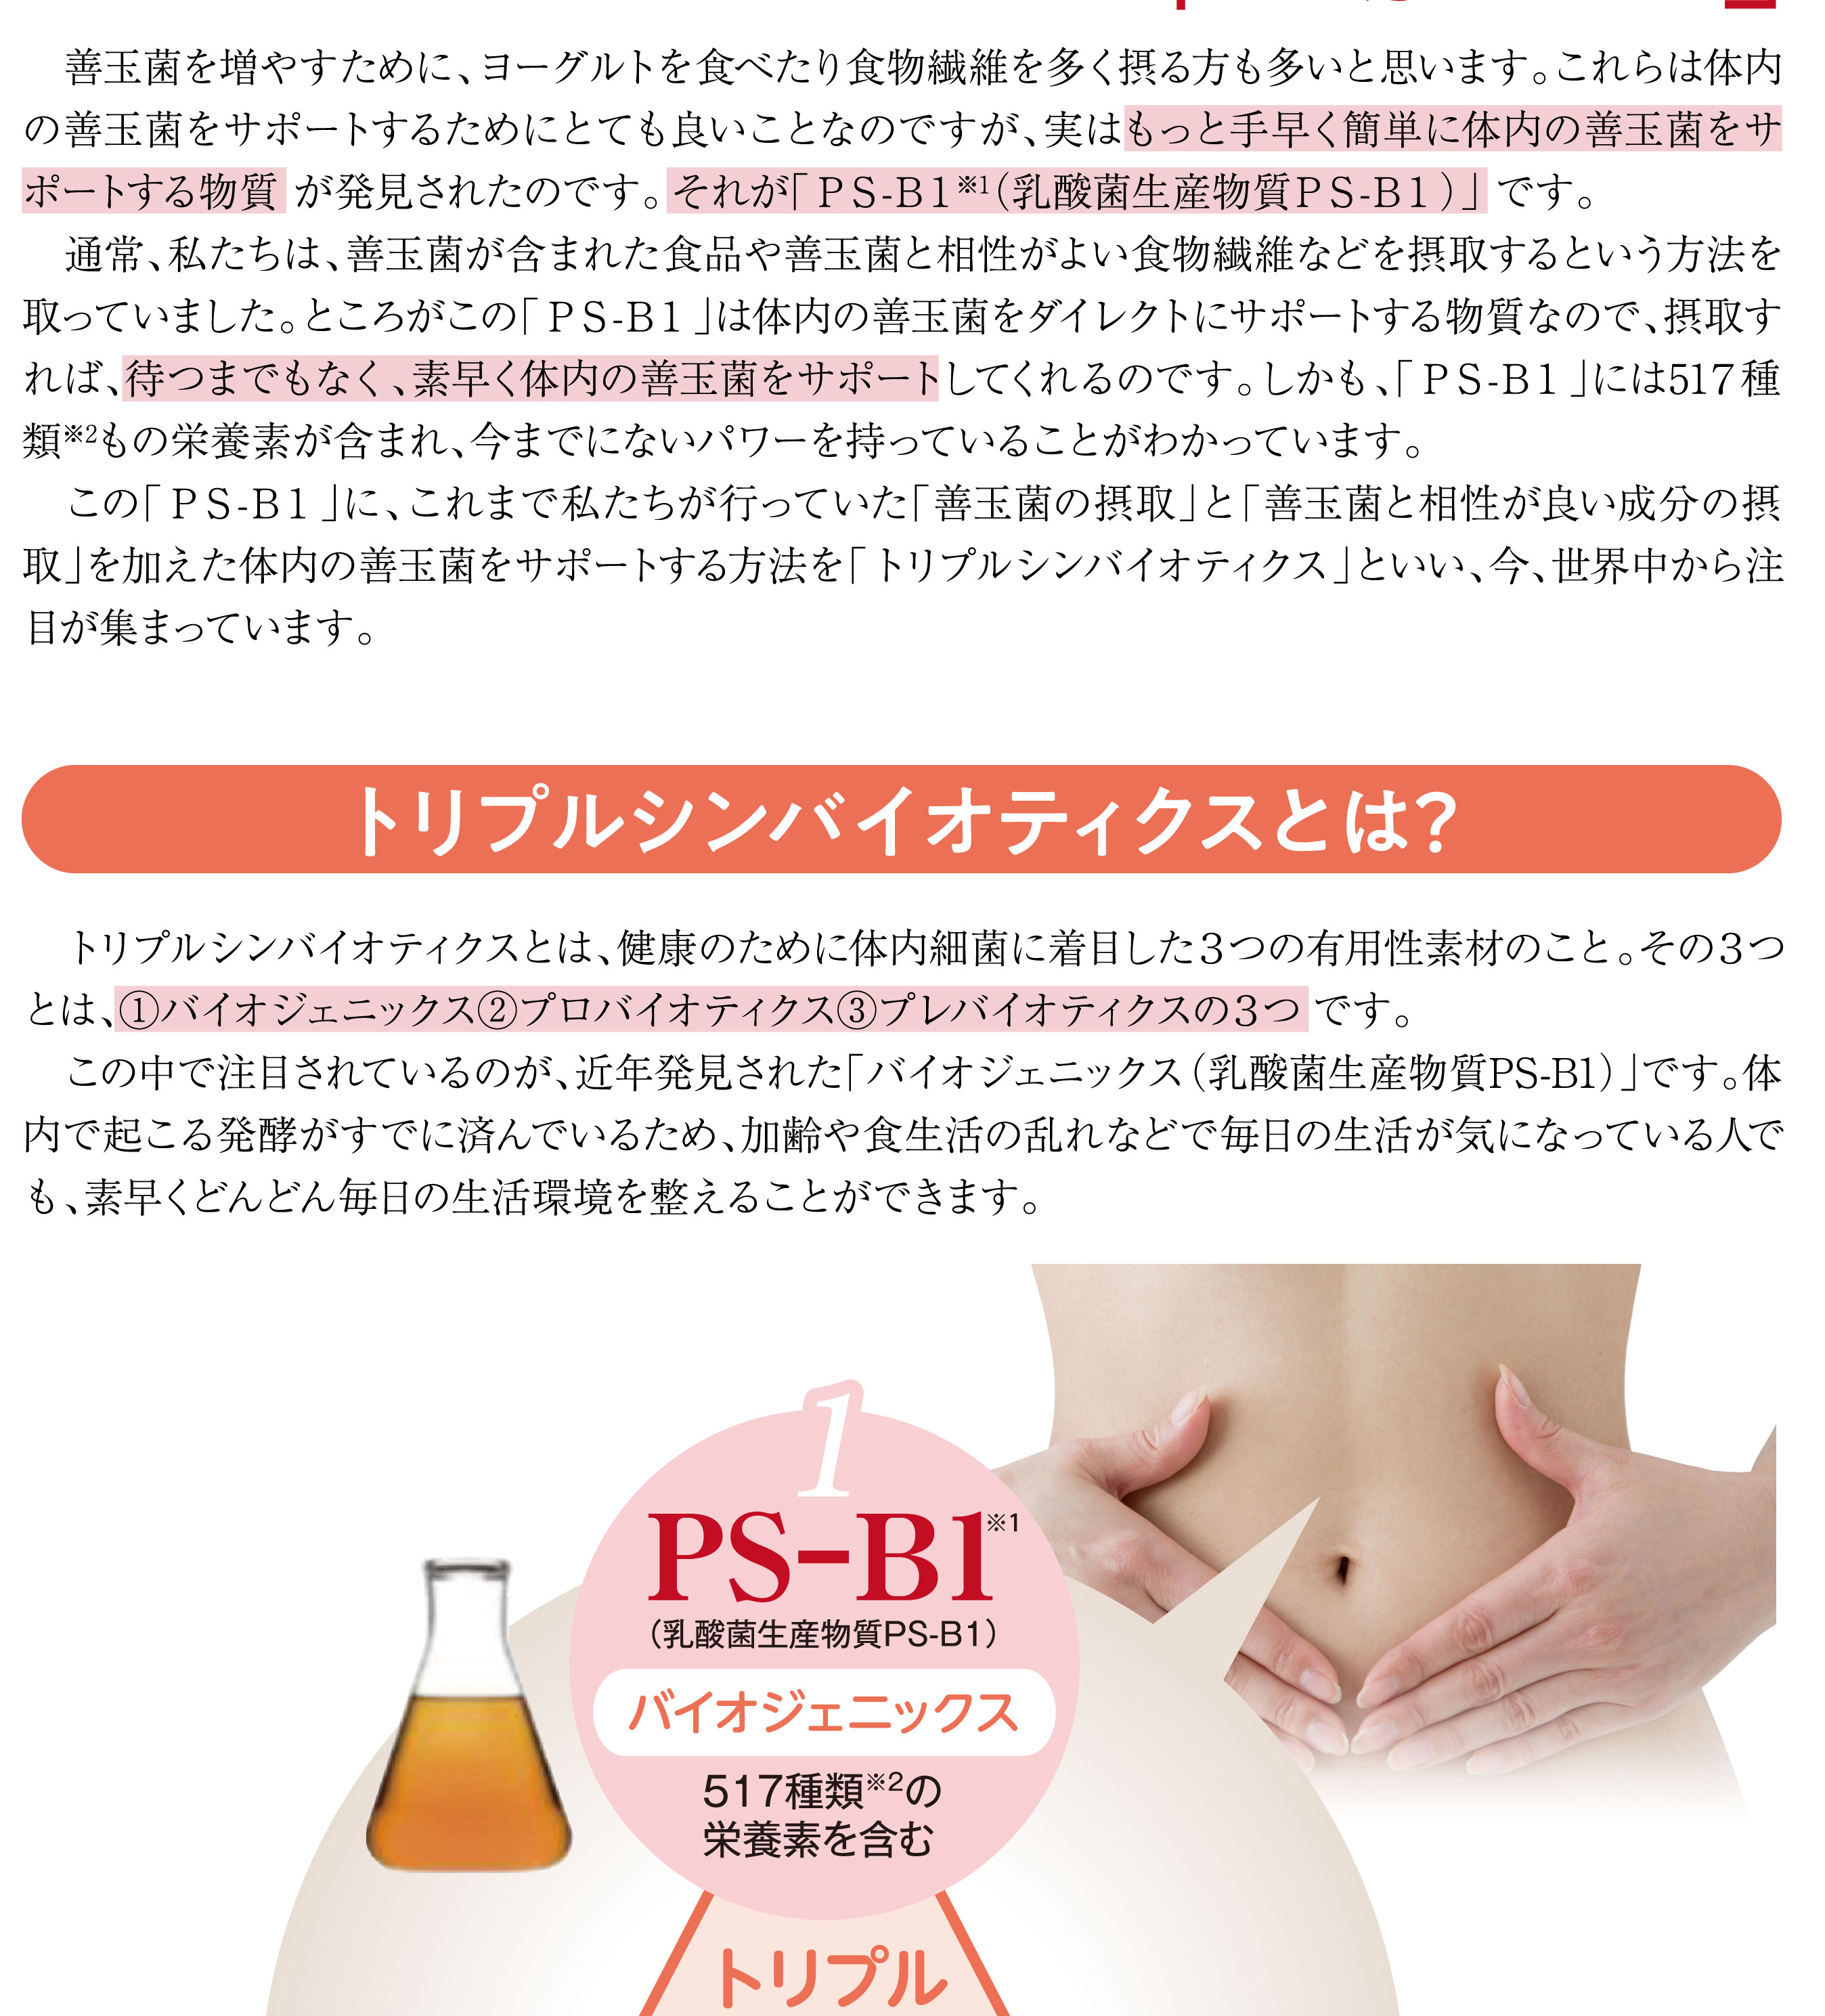 善玉菌を増やすために、ヨーグルトを食べたり食物繊維を多く摂る方も多いと思います。これらは体内
の善玉菌をサポートするためにとても良いことなのですが、実はもっと手早く簡単に体内の善玉菌をサ
ポートする物質 が発見されたのです。それが「PS-B1※1(乳酸菌生産物質PS-B1)」です。
通常、私たちは、善玉菌が含まれた食品や善玉菌と相性がよい食物繊維などを摂取するという方法を
取っていました。ところがこの「PS-B1」は体内の善玉菌をダイレクトにサポートする物質なので、摂取す
れば、待つまでもなく、素早く体内の善玉菌をサポートしてくれるのです。しかも、「PS-B1」には517種
類※2もの栄養素が含まれ、今までにないパワーを持っていることがわかっています。
この「PS-B1」に、これまで私たちが行っていた「善玉菌の摂取」と「善玉菌と相性が良い成分の摂
取」を加えた体内の善玉菌をサポートする方法を「トリプルシンバイオティクス」といい、今、世界中から注
目が集まっています。
トリプルシンバイオティクスとは?
トリプルシンバイオティクスとは、健康のために体内細菌に着目した3つの有用性素材のこと。その3つ
とは、①バイオジェニックス②プロバイオティクス③プレバイオティクスの3つです。
この中で注目されているのが、近年発見された「バイオジェニックス(乳酸菌生産物質PS-B1)」です。体
内で起こる発酵がすでに済んでいるため、加齢や食生活の乱れなどで毎日の生活が気になっている人で
も、素早くどんどん毎日の生活環境を整えることができます。
1
PS-B1※1
(乳酸菌生産物質PS-B1)
バイオジェニックス
517種類※2の
栄養素を含む
トリプル